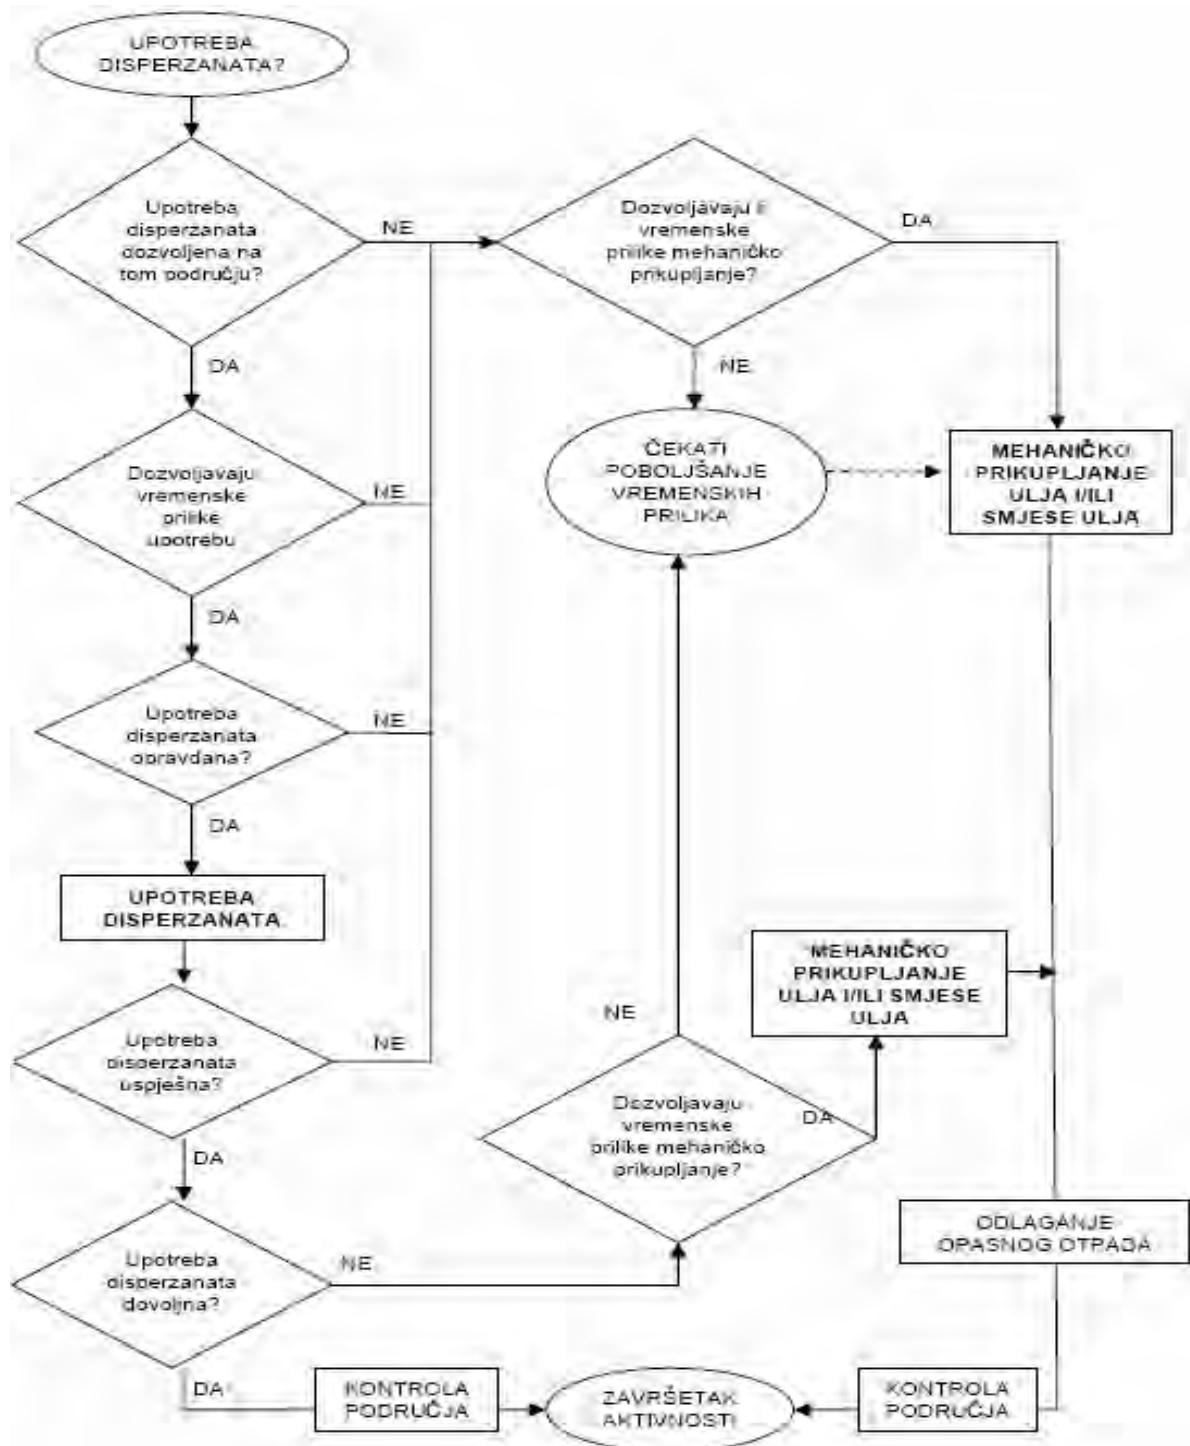 UPOTREBA
DISPERZANATA?
Upotreba
disperzanata
dozvoljena na
tom području?
NE
DA
Dozvoljavaju
vremenske
prilike
upotrebu
NE
DA
Upotreba
disperzanata
opravdana?
NE
DA
UPOTREBA
DISPERZANATA
Upotreba
disperzanata
uspješna?
NE
DA
Upotreba
disperzanata
dovoljna?
NE
DA
KONTROLA
PODRUČJA
ZAVRŠETAK
AKTIVNOSTI
Dozvoljavaju li
vremenske
prilike mehaničko
prikupljanje?
DA
NE
ČEKATI
POBOLJŠANJE
VREMENSKIH
PRILIKA
MEHANIČKO
PRIKUPLJANJE
ULJA I/ILI
SMJESE ULJA
Dozvoljavaju
vremenske
prilike mehaničko
prikupljanje?
NE
DA
MEHANIČKO
PRIKUPLJANJE
ULJA I/ILI SMJESE
ULJA
ODLAGANJE
OPASNOG OTPADA
KONTROLA
PODRUČJA